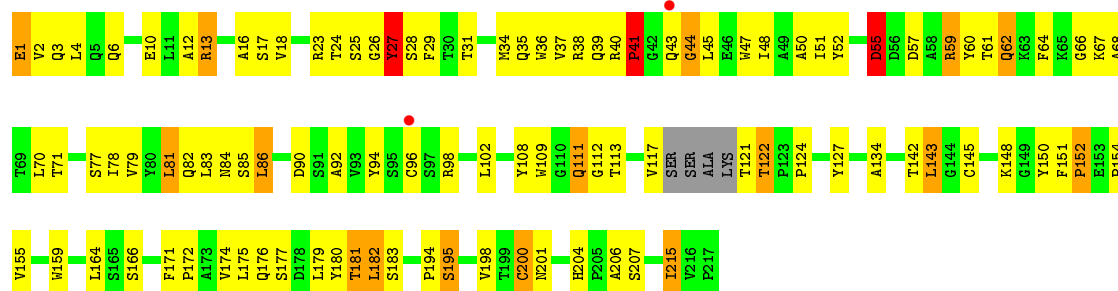 E1 V2 Q3 L4 Q5 Q6 E10 L11 A12 R13 A16 S17 V18 R23 T24 S25 G26 Y27 S28 F29 T30 T31 M34 Q35 W36 V37 R38 Q39 R40 P41 G42 Q43 G44 L45 E46 W47 I48 A49 A50 I51 Y52 D55 D56 D57 A58 R59 Y60 T61 Q62 K63 F64 K65 G66 K67 A68
T69 L70 T71 S77 I78 V79 Y80 L81 Q82 L83 N84 S85 L86 D90 S91 A92 V93 Y94 S95 C96 S97 R98 L102 Y108 W109 G110 Q111 G112 T113 V117 SER SER ALA LYS T121 T122 P123 P124 Y127 A134 T142 L143 G144 C145 K148 G149 Y150 F151 P152 E153 P154
V155 W159 L164 S165 S166 F171 P172 A173 V174 L175 Q176 S177 D178 L179 Y180 T181 L182 S183 P194 S195 V198 T199 C200 N201 H204 P205 A206 S207 I215 V216 P217